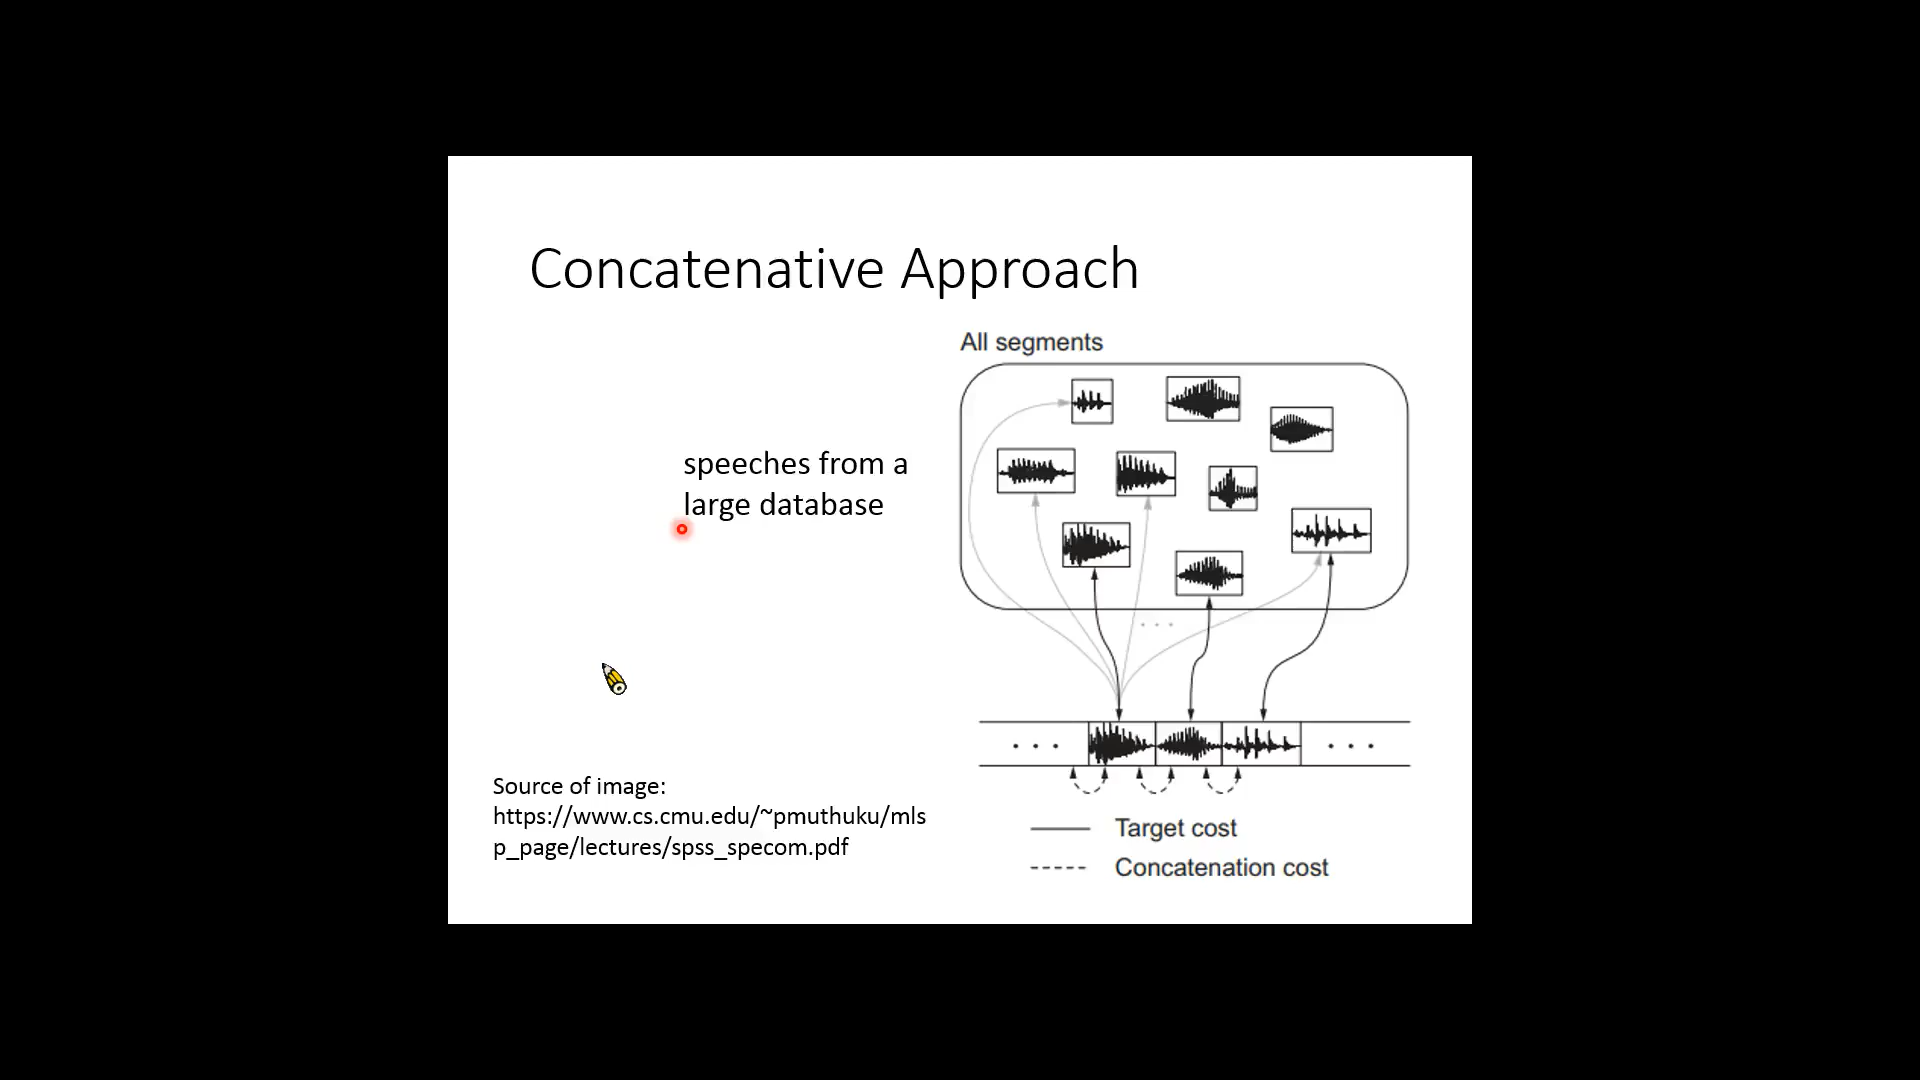 Concatenative Approach
All segments
speeches from a
large database
Source of image:
https://www.cs.cmu.edu/~pmuthuku/mls
p_page/lectures/spss_specom.pdf
Target cost
Concatenation cost